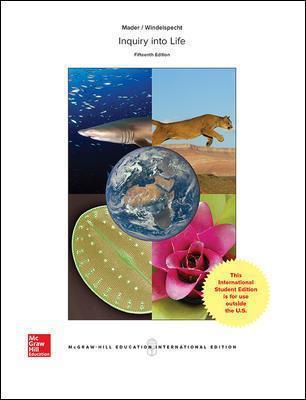 Mader / Windelspecht
Inquiry into Life
Fifteenth Edition
This
International
Student Edition
is for use
outside
the U.S.
Mc
Graw
Hill
Education
McGRAW-HILL EDUCATION INTERNATIONAL EDITION